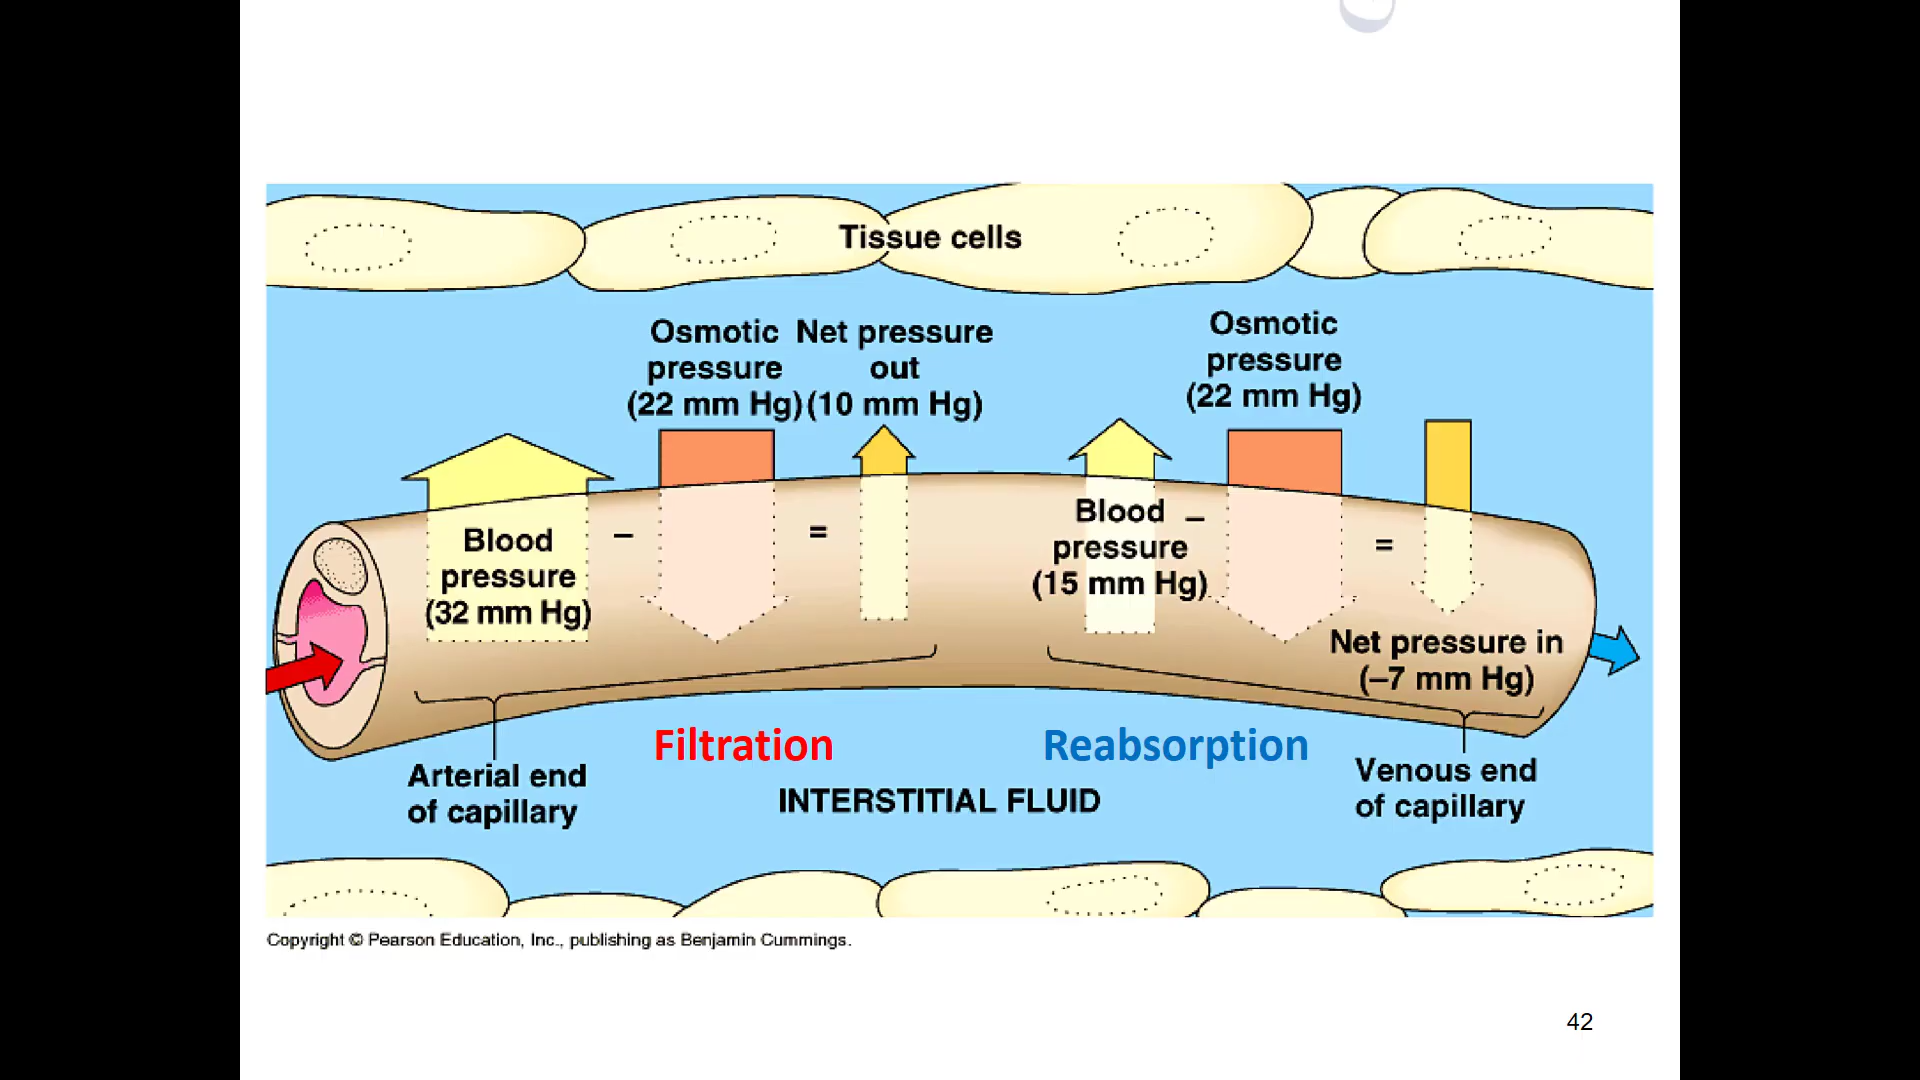 Tissue cells
Osmotic
pressure
(22 mm Hg)
Net pressure
out
(10 mm Hg)
Osmotic
pressure
(22 mm Hg)
Blood
pressure
(32 mm Hg)
–
=
Blood
pressure
(15 mm Hg)
–
=
Net pressure in
(–7 mm Hg)
Filtration
Reabsorption
Arterial end
of capillary
INTERSTITIAL FLUID
Venous end
of capillary
Copyright © Pearson Education, Inc., publishing as Benjamin Cummings.
42